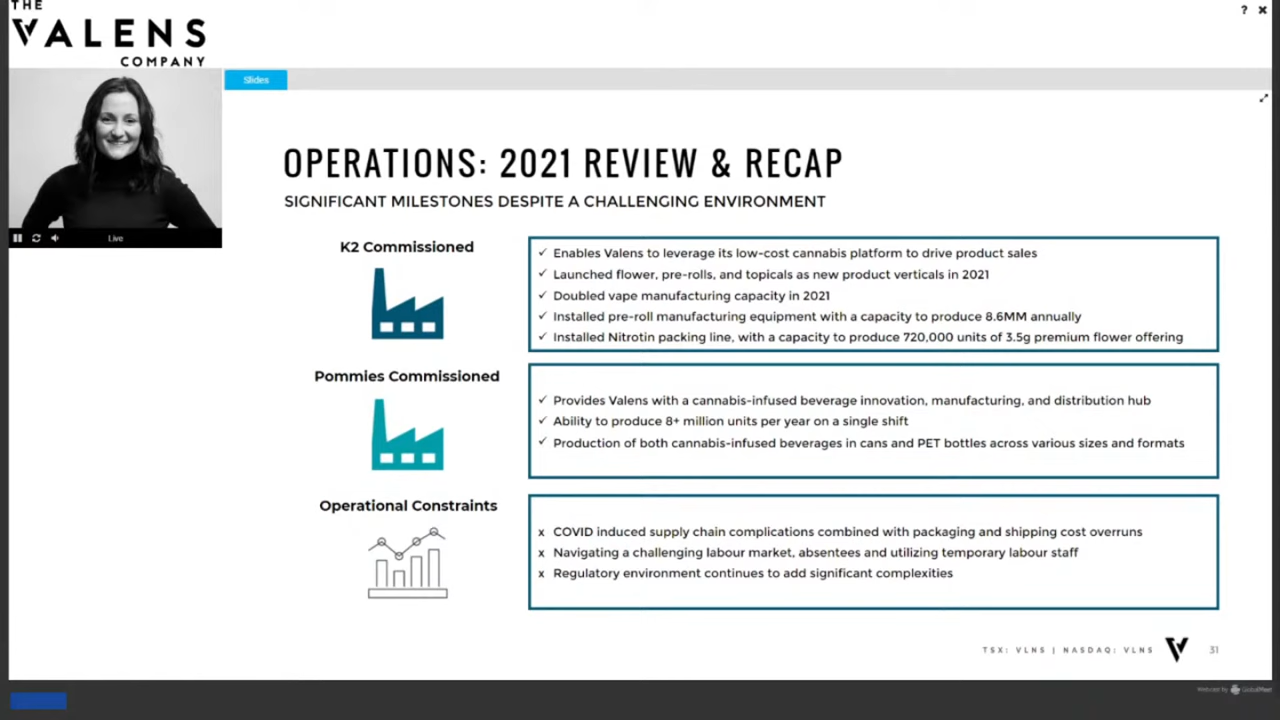 THE
VALENS
COMPANY
? ×
Slides
Live
OPERATIONS: 2021 REVIEW & RECAP
SIGNIFICANT MILESTONES DESPITE A CHALLENGING ENVIRONMENT
K2 Commissioned
✓ Enables Valens to leverage its low-cost cannabis platform to drive product sales
✓ Launched flower, pre-rolls, and topicals as new product verticals in 2021
✓ Doubled vape manufacturing capacity in 2021
✓ Installed pre-roll manufacturing equipment with a capacity to produce 8.6MM annually
✓ Installed Nitrotin packing line, with a capacity to produce 720,000 units of 3.5g premium flower offering
Pommies Commissioned
✓ Provides Valens with a cannabis-infused beverage innovation, manufacturing, and distribution hub
✓ Ability to produce 8+ million units per year on a single shift
✓ Production of both cannabis-infused beverages in cans and PET bottles across various sizes and formats
Operational Constraints
x COVID induced supply chain complications combined with packaging and shipping cost overruns
x Navigating a challenging labour market, absentees and utilizing temporary labour staff
x Regulatory environment continues to add significant complexities
TSX: VLNS | NASDAQ: VLNS 31
Webcast by GlobalMeet